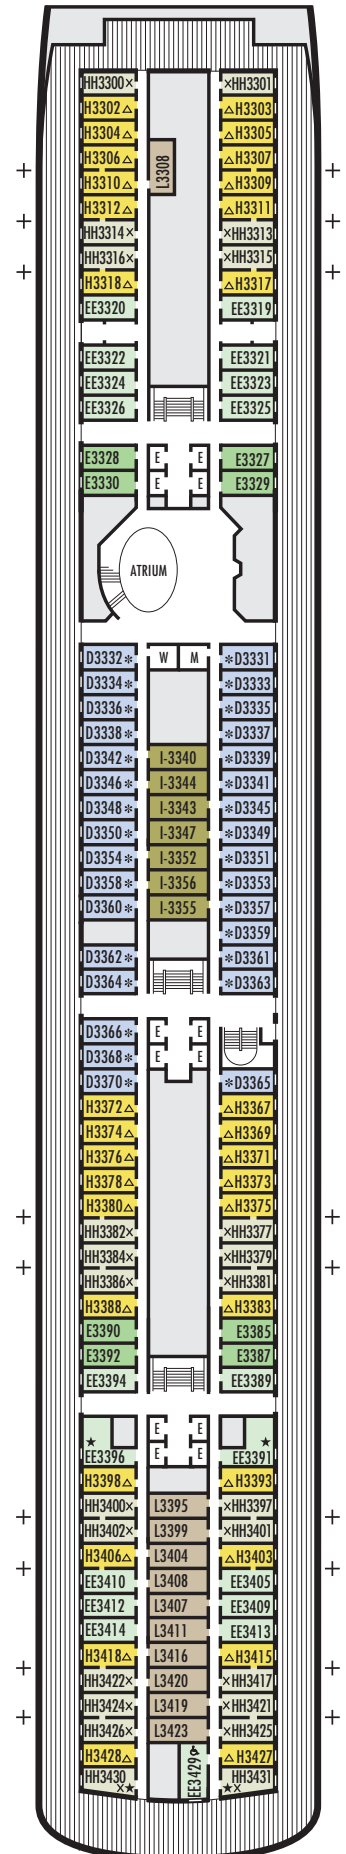 HH3300× ×HH3301
H3302△ △H3303
H3304△ △H3305
H3306△ L3308 △H3307
H3310△ △H3309
H3312△ △H3311
HH3314× ×HH3313
HH3316× ×HH3315
H3318△ △H3317
EE3320 EE3319
EE3322 EE3321
EE3324 EE3323
EE3326 EE3325
E3328 E E E3327
E3330 E E E3329
ATRIUM
D3332* W M *D3331
D3334* *D3333
D3336* *D3335
D3338* *D3337
D3342* I-3340 *D3339
D3346* I-3344 *D3341
D3348* I-3343 *D3345
D3350* I-3347 *D3349
D3354* I-3352 *D3351
D3358* I-3356 *D3353
D3360* I-3355 *D3357
*D3359
D3362* *D3361
D3364* *D3363
D3366* E E
D3368* E E
D3370* *D3365
H3372△ △H3367
H3374△ △H3369
H3376△ △H3371
H3378△ △H3373
H3380△ △H3375
HH3382× ×HH3377
HH3384× ×HH3379
HH3386× ×HH3381
H3388△ △H3383
E3390 E3385
E3392 E3387
EE3394 EE3389
★ E E ★
EE3396 E E EE3391
H3398△ △H3393
HH3400× L3395 ×HH3397
HH3402× L3399 ×HH3401
H3406△ L3404 △H3403
EE3410 L3408 EE3405
EE3412 L3407 EE3409
EE3414 L3411 EE3413
H3418△ L3416 △H3415
HH3422× L3420 ×HH3417
HH3424× L3419 ×HH3421
HH3426× L3423 ×HH3425
H3428△ EE3429 △H3427
HH3430 HH3431
×★ ★×